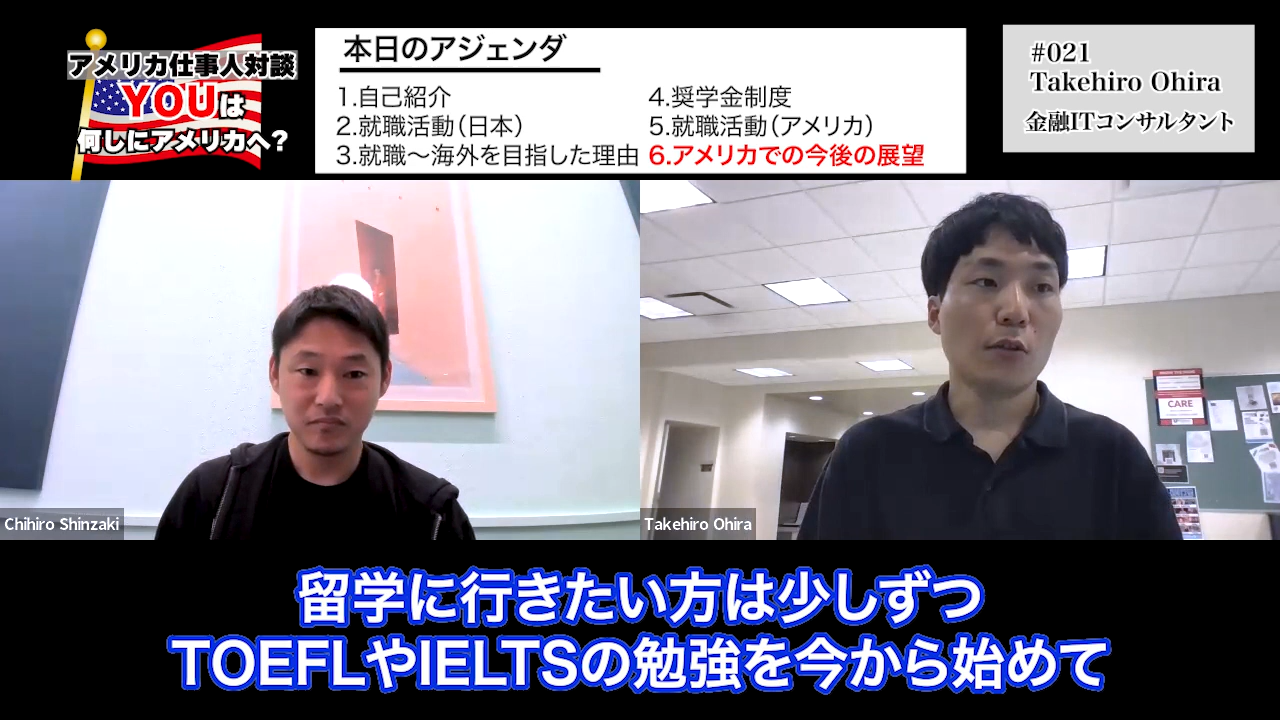 アメリカ仕事人対談
YOUは
何しにアメリカへ?
本日のアジェンダ
1.自己紹介
2.就職活動(日本)
3.就職〜海外を目指した理由
4.奨学金制度
5.就職活動(アメリカ)
6.アメリカでの今後の展望
#021
Takehiro Ohira
金融ITコンサルタント
CARE
Chihiro Shinzaki
Takehiro Ohira
留学に行きたい方は少しずつ
TOEFLやIELTSの勉強を今から始めて